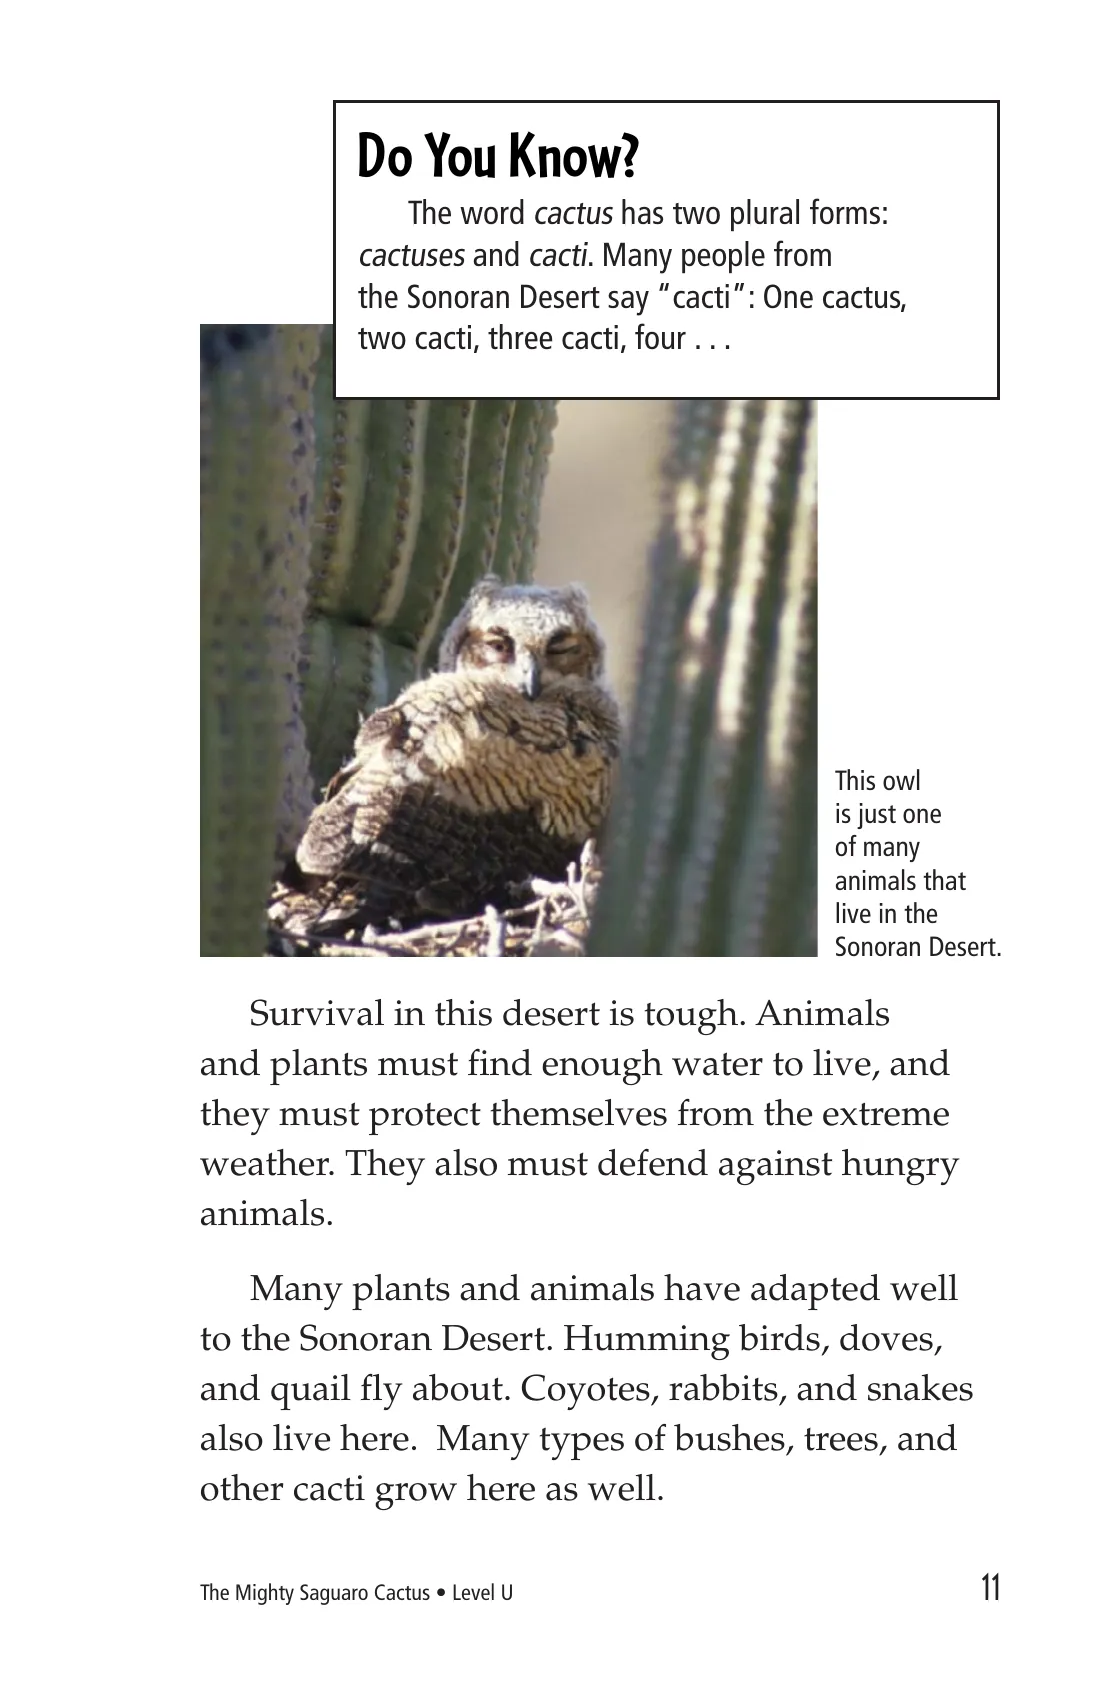 Do You Know?
The word cactus has two plural forms:
cactuses and cacti. Many people from
the Sonoran Desert say “cacti”: One cactus,
two cacti, three cacti, four . . .
This owl
is just one
of many
animals that
live in the
Sonoran Desert.
Survival in this desert is tough. Animals
and plants must find enough water to live, and
they must protect themselves from the extreme
weather. They also must defend against hungry
animals.
Many plants and animals have adapted well
to the Sonoran Desert. Humming birds, doves,
and quail fly about. Coyotes, rabbits, and snakes
also live here.  Many types of bushes, trees, and
other cacti grow here as well.
The Mighty Saguaro Cactus • Level U
11